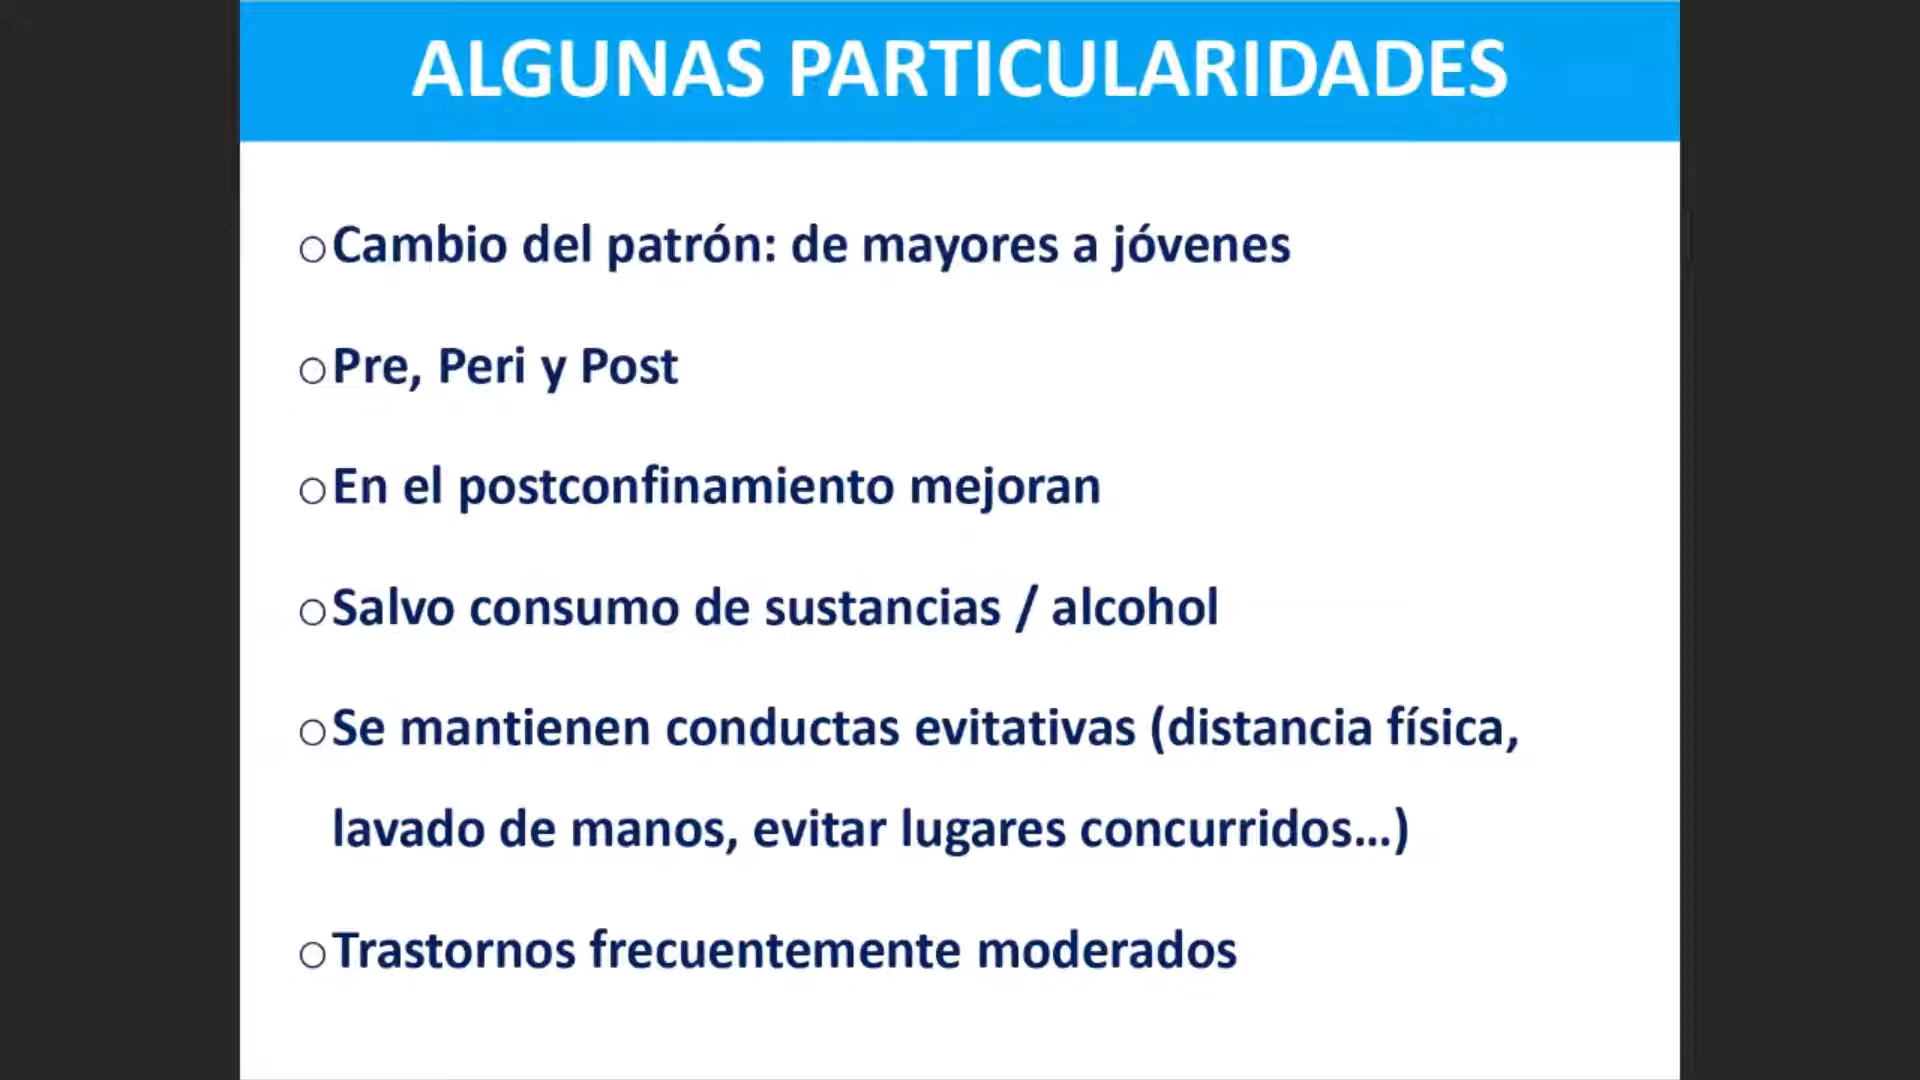 ALGUNAS PARTICULARIDADES
○Cambio del patrón: de mayores a jóvenes
○Pre, Peri y Post
○En el postconfinamiento mejoran
○Salvo consumo de sustancias / alcohol
○Se mantienen conductas evitativas (distancia física,
lavado de manos, evitar lugares concurridos...)
○Trastornos frecuentemente moderados